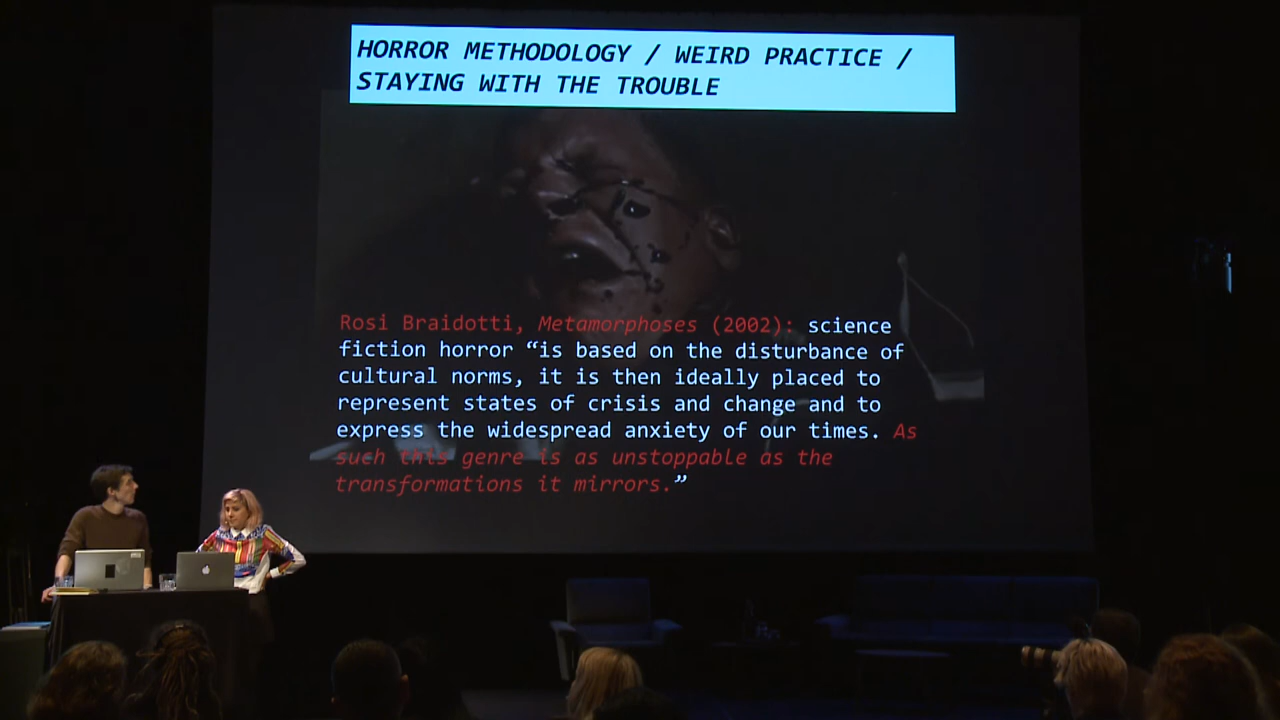 HORROR METHODOLOGY / WEIRD PRACTICE /
STAYING WITH THE TROUBLE
Rosi Braidotti, Metamorphoses (2002): science
fiction horror “is based on the disturbance of
cultural norms, it is then ideally placed to
represent states of crisis and change and to
express the widespread anxiety of our times. As
such this genre is as unstoppable as the
transformations it mirrors.”